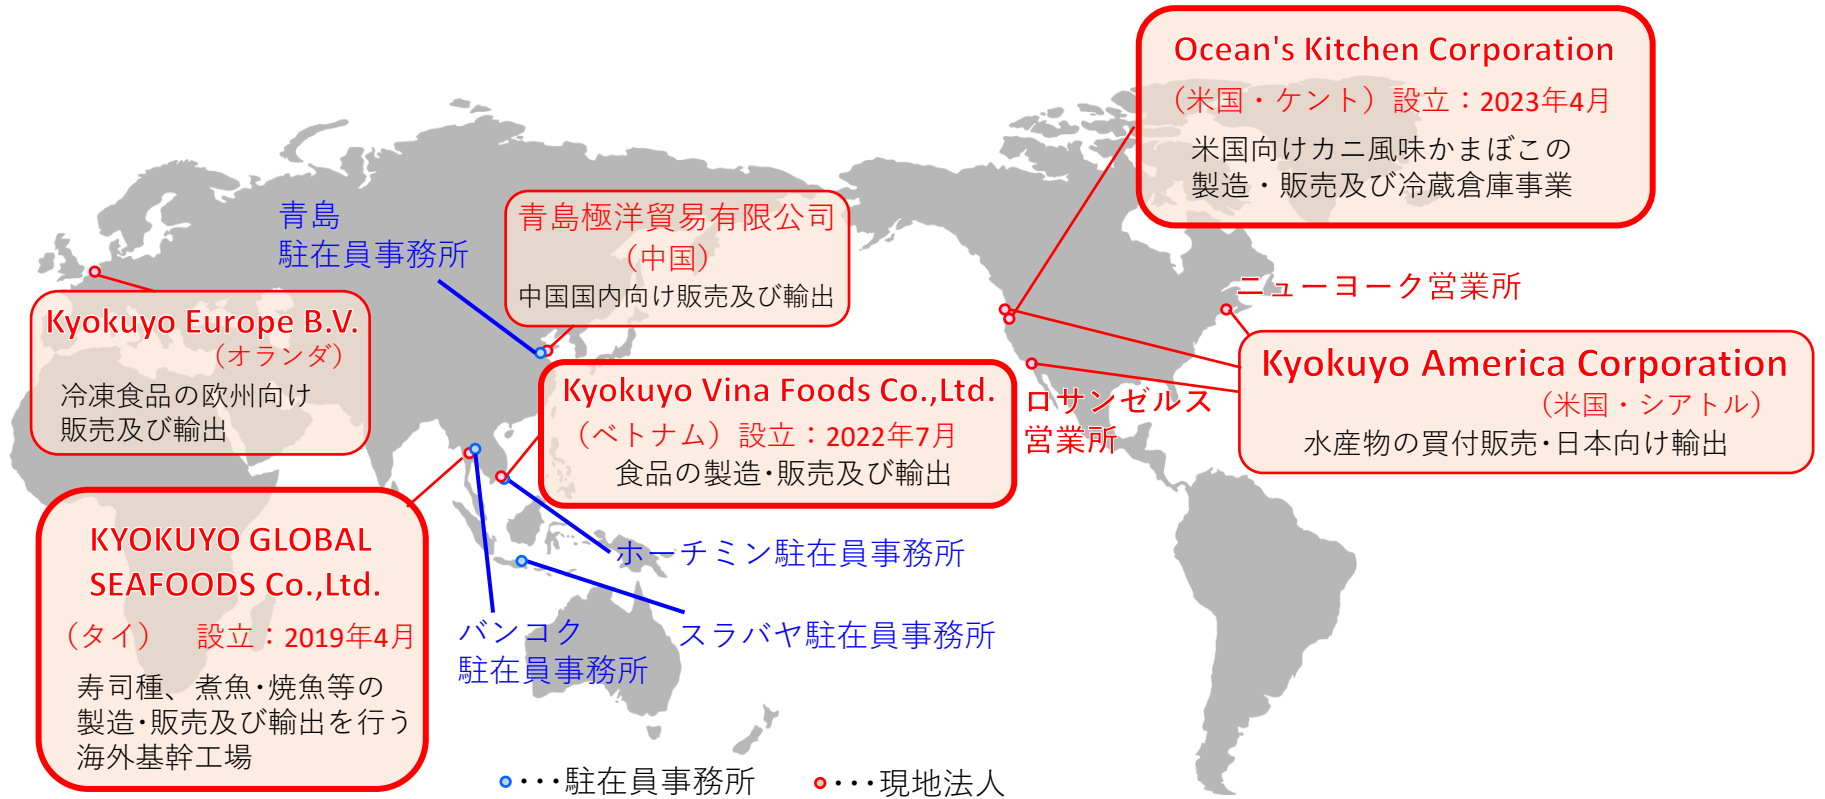 Ocean's Kitchen Corporation
（米国・ケント）設立：2023年4月
米国向けカニ風味かまぼこの
製造・販売及び冷蔵倉庫事業
青島
駐在員事務所
青島極洋貿易有限公司
（中国）
中国国内向け販売及び輸出
ニューヨーク営業所
Kyokuyo Europe B.V.
（オランダ）
冷凍食品の欧州向け
販売及び輸出
Kyokuyo Vina Foods Co.,Ltd.
（ベトナム）設立：2022年7月
食品の製造･販売及び輸出
ロサンゼルス
営業所
Kyokuyo America Corporation
（米国・シアトル）
水産物の買付販売･日本向け輸出
KYOKUYO GLOBAL
SEAFOODS Co.,Ltd.
（タイ）　設立：2019年4月
寿司種、煮魚･焼魚等の
製造･販売及び輸出を行う
海外基幹工場
ホーチミン駐在員事務所
バンコク
駐在員事務所
スラバヤ駐在員事務所
･･･駐在員事務所
･･･現地法人